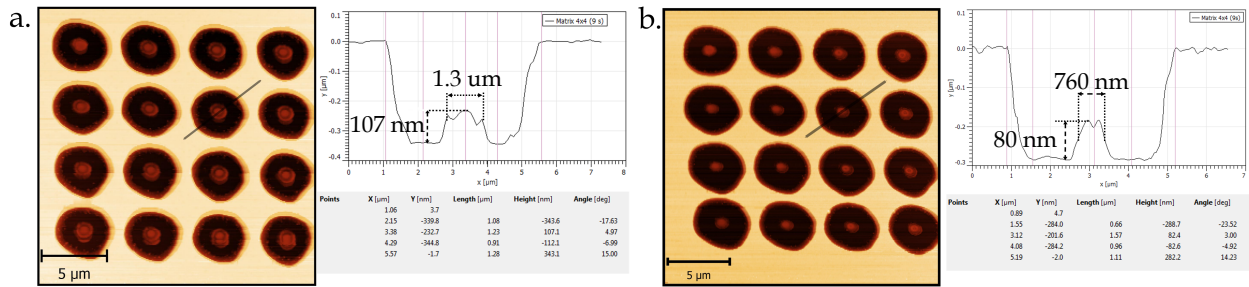 a.
Matrix 4x4 (9 s)
0.1
0.0
-0.1
-0.2
-0.3
-0.4
y [µm]
0 1 2 3 4 5 6 7 8
x [µm]
1.3 um
107 nm
5 µm
Points X [µm] Y [nm] Length [µm] Height [nm] Angle [deg]
1.06 3.7
2.15 -339.8 1.08 -343.6 -17.63
3.38 -232.7 1.23 107.1 4.97
4.29 -344.8 0.91 -112.1 -6.99
5.57 -1.7 1.28 343.1 15.00
b.
Matrix 4x4 (9s)
0.1
0.0
-0.1
-0.2
-0.3
y [µm]
0 1 2 3 4 5 6 7
x [µm]
760 nm
80 nm
5 µm
Points X [µm] Y [nm] Length [µm] Height [nm] Angle [deg]
0.89 4.7
1.55 -284.0 0.66 -288.7 -23.52
3.12 -201.6 1.57 82.4 3.00
4.08 -284.2 0.96 -82.6 -4.92
5.19 -2.0 1.11 282.2 14.23